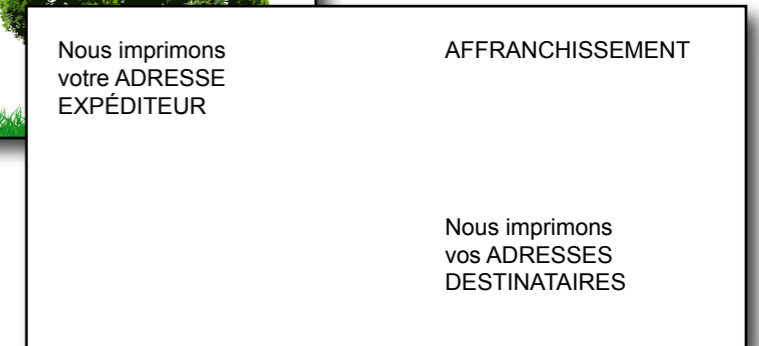 Nous imprimons
votre ADRESSE
EXPÉDITEUR
AFFRANCHISSEMENT
Nous imprimons
vos ADRESSES
DESTINATAIRES